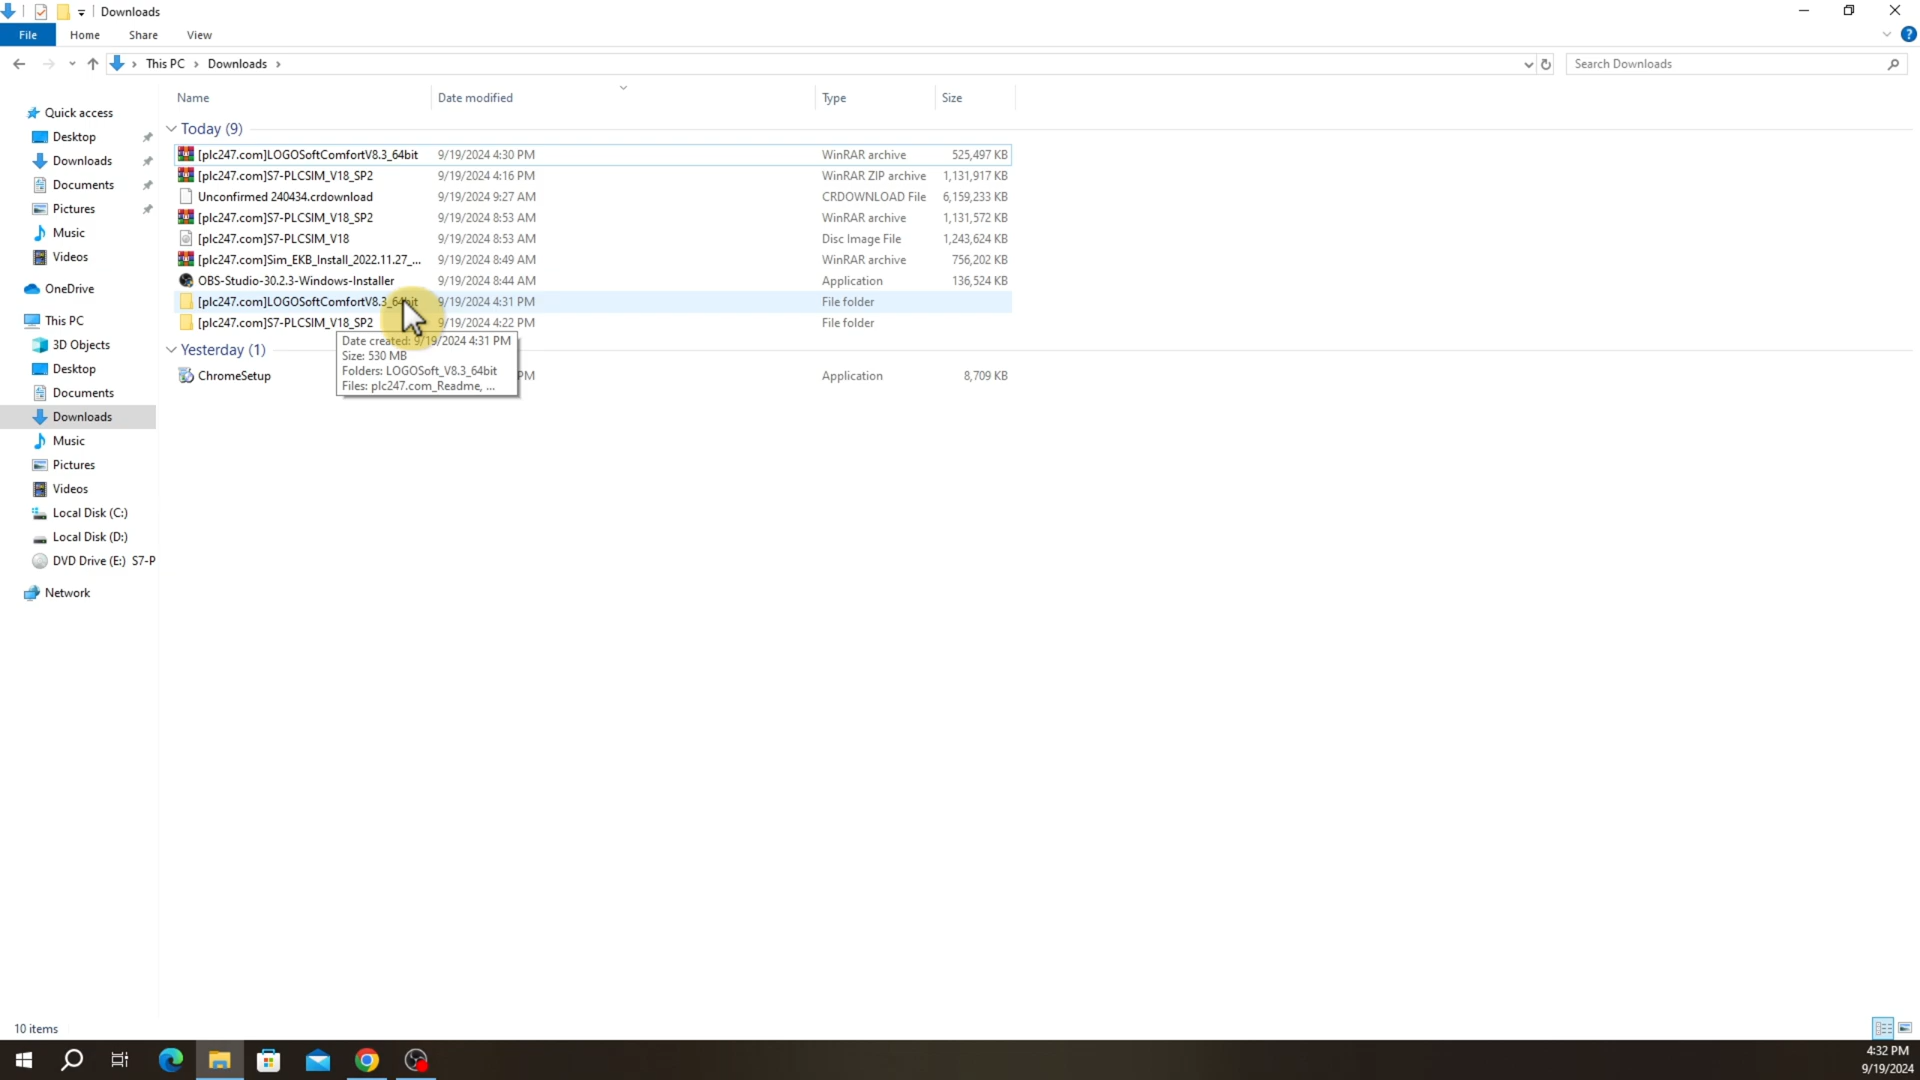 Downloads
File Home Share View
This PC Downloads
Search Downloads
Name Date modified Type Size
Quick access
Desktop
Downloads
Documents
Pictures
Music
Videos
OneDrive
This PC
3D Objects
Desktop
Documents
Downloads
Music
Pictures
Videos
Local Disk (C:)
Local Disk (D:)
DVD Drive (E:) S7-P
Network
Today (9)
[plc247.com]LOGOSoftComfortV8.3_64bit 9/19/2024 4:30 PM WinRAR archive 525,497 KB
[plc247.com]S7-PLCSIM_V18_SP2 9/19/2024 4:16 PM WinRAR ZIP archive 1,131,917 KB
Unconfirmed 240434.crdownload 9/19/2024 9:27 AM CRDOWNLOAD File 6,159,233 KB
[plc247.com]S7-PLCSIM_V18_SP2 9/19/2024 8:53 AM WinRAR archive 1,131,572 KB
[plc247.com]S7-PLCSIM_V18 9/19/2024 8:53 AM Disc Image File 1,243,624 KB
[plc247.com]Sim_EKB_Install_2022.11.27_... 9/19/2024 8:49 AM WinRAR archive 756,202 KB
OBS-Studio-30.2.3-Windows-Installer 9/19/2024 8:44 AM Application 136,524 KB
[plc247.com]LOGOSoftComfortV8.3_64bit 9/19/2024 4:31 PM File folder
[plc247.com]S7-PLCSIM_V18_SP2 9/19/2024 4:22 PM File folder
Date created: 9/19/2024 4:31 PM
Size: 530 MB
Folders: LOGOSoft_V8.3_64bit
Files: plc247.com_Readme, ...
Yesterday (1)
ChromeSetup PM Application 8,709 KB
10 items
4:32 PM
9/19/2024